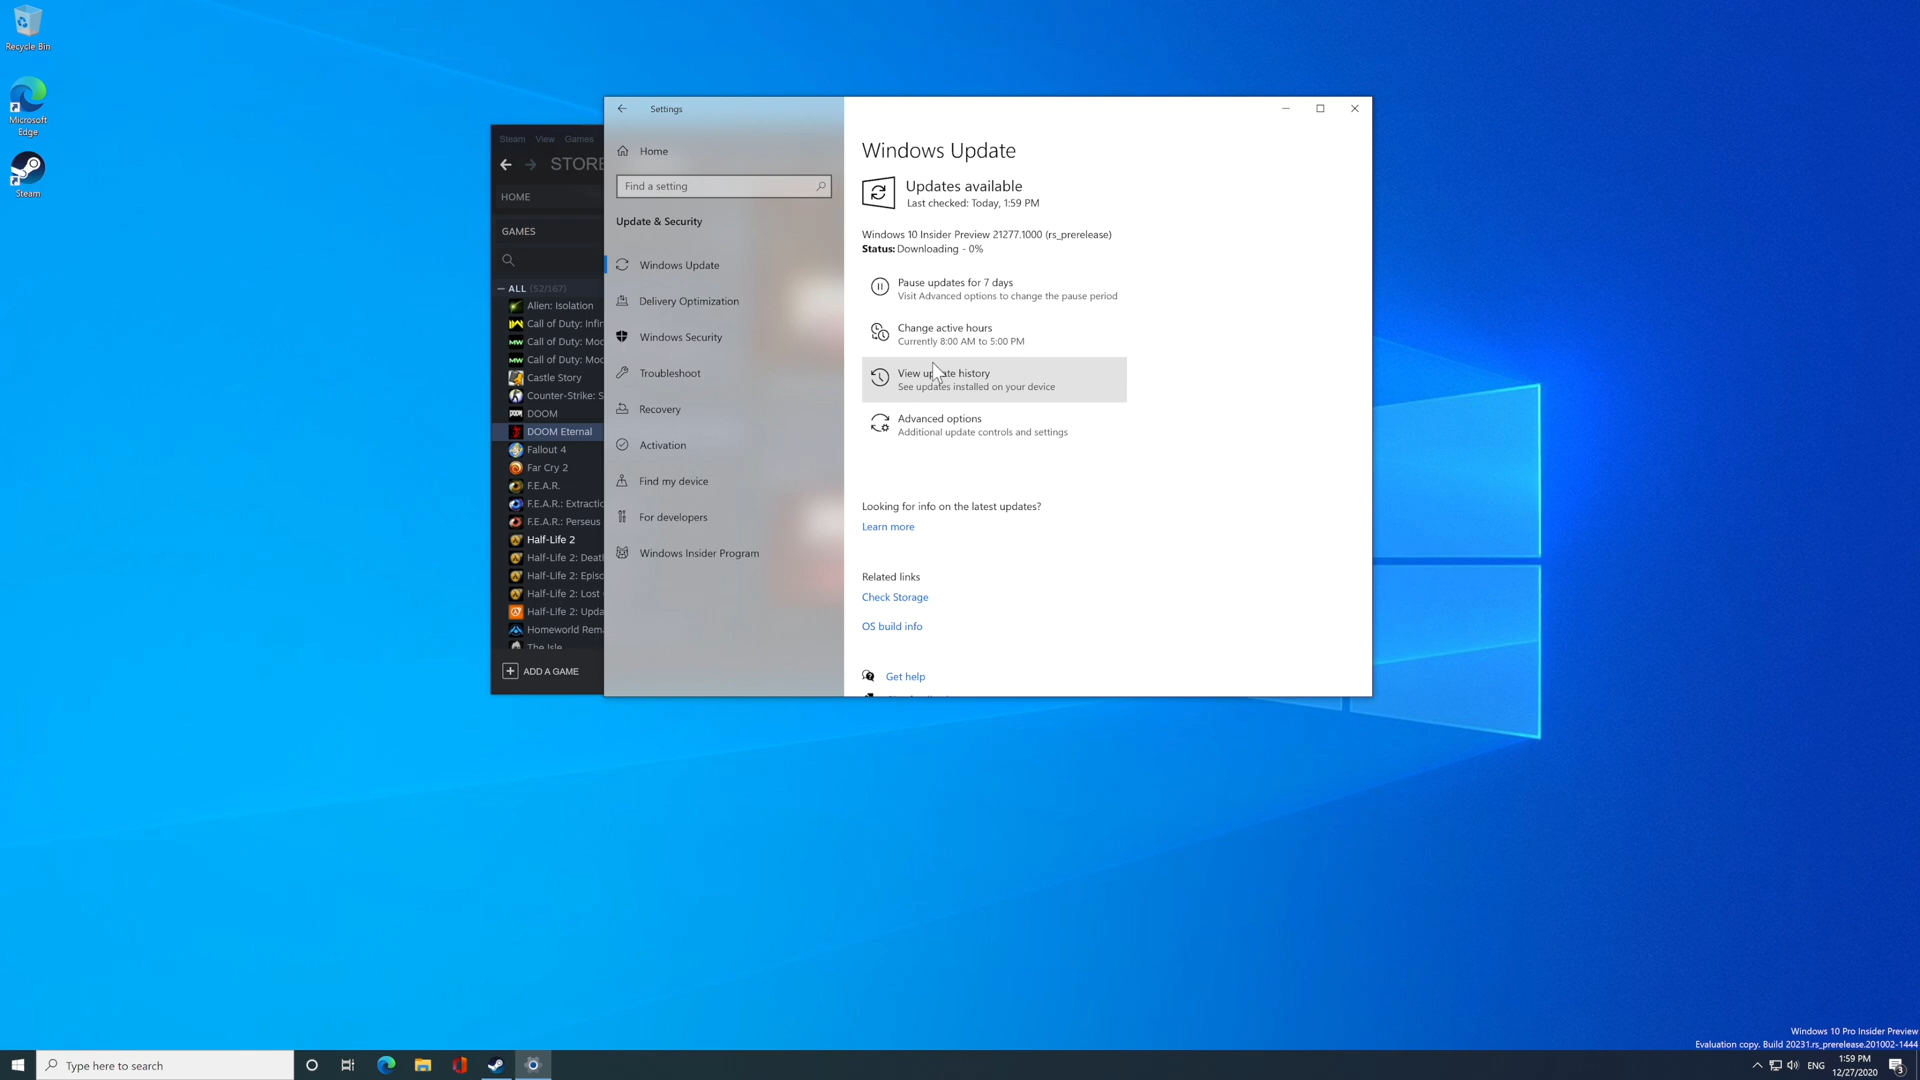 Recycle Bin
Microsoft
Edge
Steam
Steam View Games
STORE
HOME
GAMES
ALL (52/167)
Alien: Isolation
Call of Duty: Infin
Call of Duty: Mod
Call of Duty: Mod
Castle Story
Counter-Strike: S
DOOM
DOOM Eternal
Fallout 4
Far Cry 2
F.E.A.R.
F.E.A.R.: Extractio
F.E.A.R.: Perseus
Half-Life 2
Half-Life 2: Death
Half-Life 2: Episo
Half-Life 2: Lost
Half-Life 2: Upda
Homeworld Rema
The Isle
ADD A GAME
Settings
Home
Find a setting
Update & Security
Windows Update
Delivery Optimization
Windows Security
Troubleshoot
Recovery
Activation
Find my device
For developers
Windows Insider Program
Windows Update
Updates available
Last checked: Today, 1:59 PM
Windows 10 Insider Preview 21277.1000 (rs_prerelease)
Status: Downloading - 0%
Pause updates for 7 days
Visit Advanced options to change the pause period
Change active hours
Currently 8:00 AM to 5:00 PM
View update history
See updates installed on your device
Advanced options
Additional update controls and settings
Looking for info on the latest updates?
Learn more
Related links
Check Storage
OS build info
Get help
Windows 10 Pro Insider Preview
Evaluation copy. Build 20231.rs_prerelease.201002-1444
Type here to search
ENG
1:59 PM
12/27/2020
3